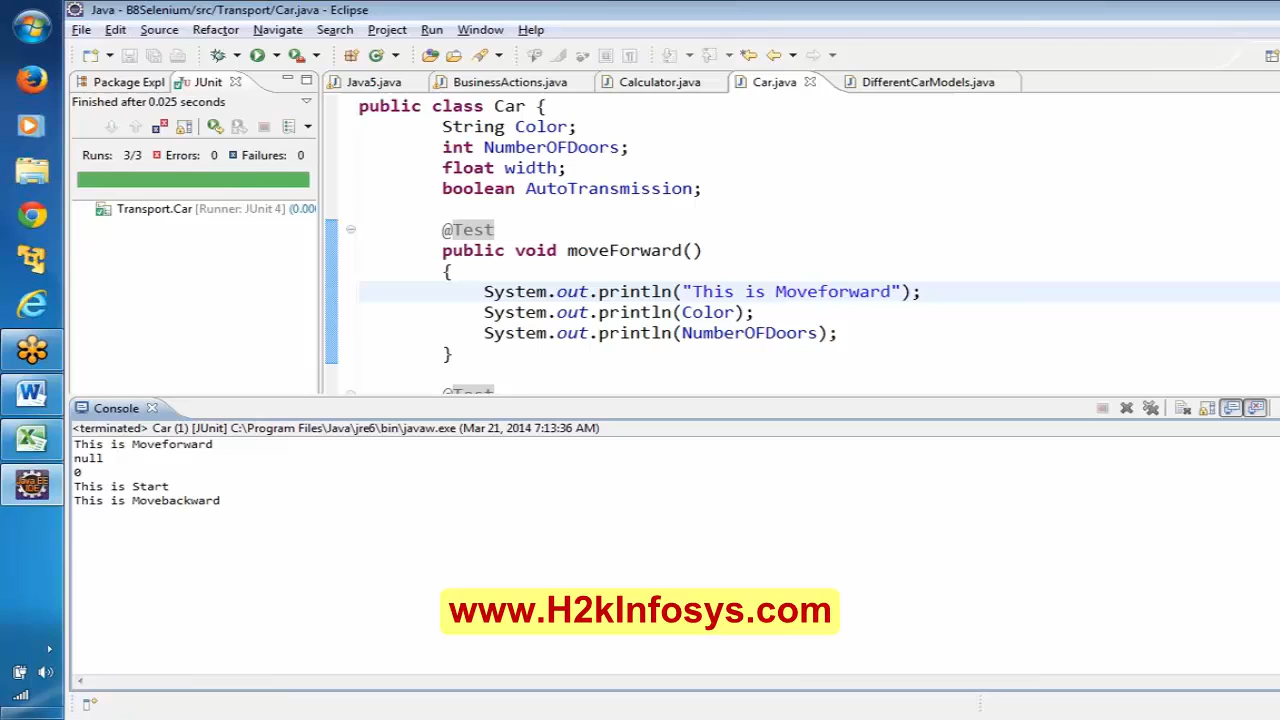 Java - B8Selenium/src/Transport/Car.java - Eclipse
File Edit Source Refactor Navigate Search Project Run Window Help
Package Expl JUnit Java5.java BusinessActions.java Calculator.java Car.java DifferentCarModels.java
Finished after 0.025 seconds
Runs: 3/3 Errors: 0 Failures: 0
Transport.Car [Runner: JUnit 4] (0.00
public class Car {
String Color;
int NumberOFDoors;
float width;
boolean AutoTransmission;
@Test
public void moveForward()
{
System.out.println("This is Moveforward");
System.out.println(Color);
System.out.println(NumberOFDoors);
}
@Test
Console
<terminated> Car (1) [JUnit] C:\Program Files\Java\jre6\bin\javaw.exe (Mar 21, 2014 7:13:36 AM)
This is Moveforward
null
0
This is Start
This is Movebackward
www.H2kInfosys.com
Java EE
IDE